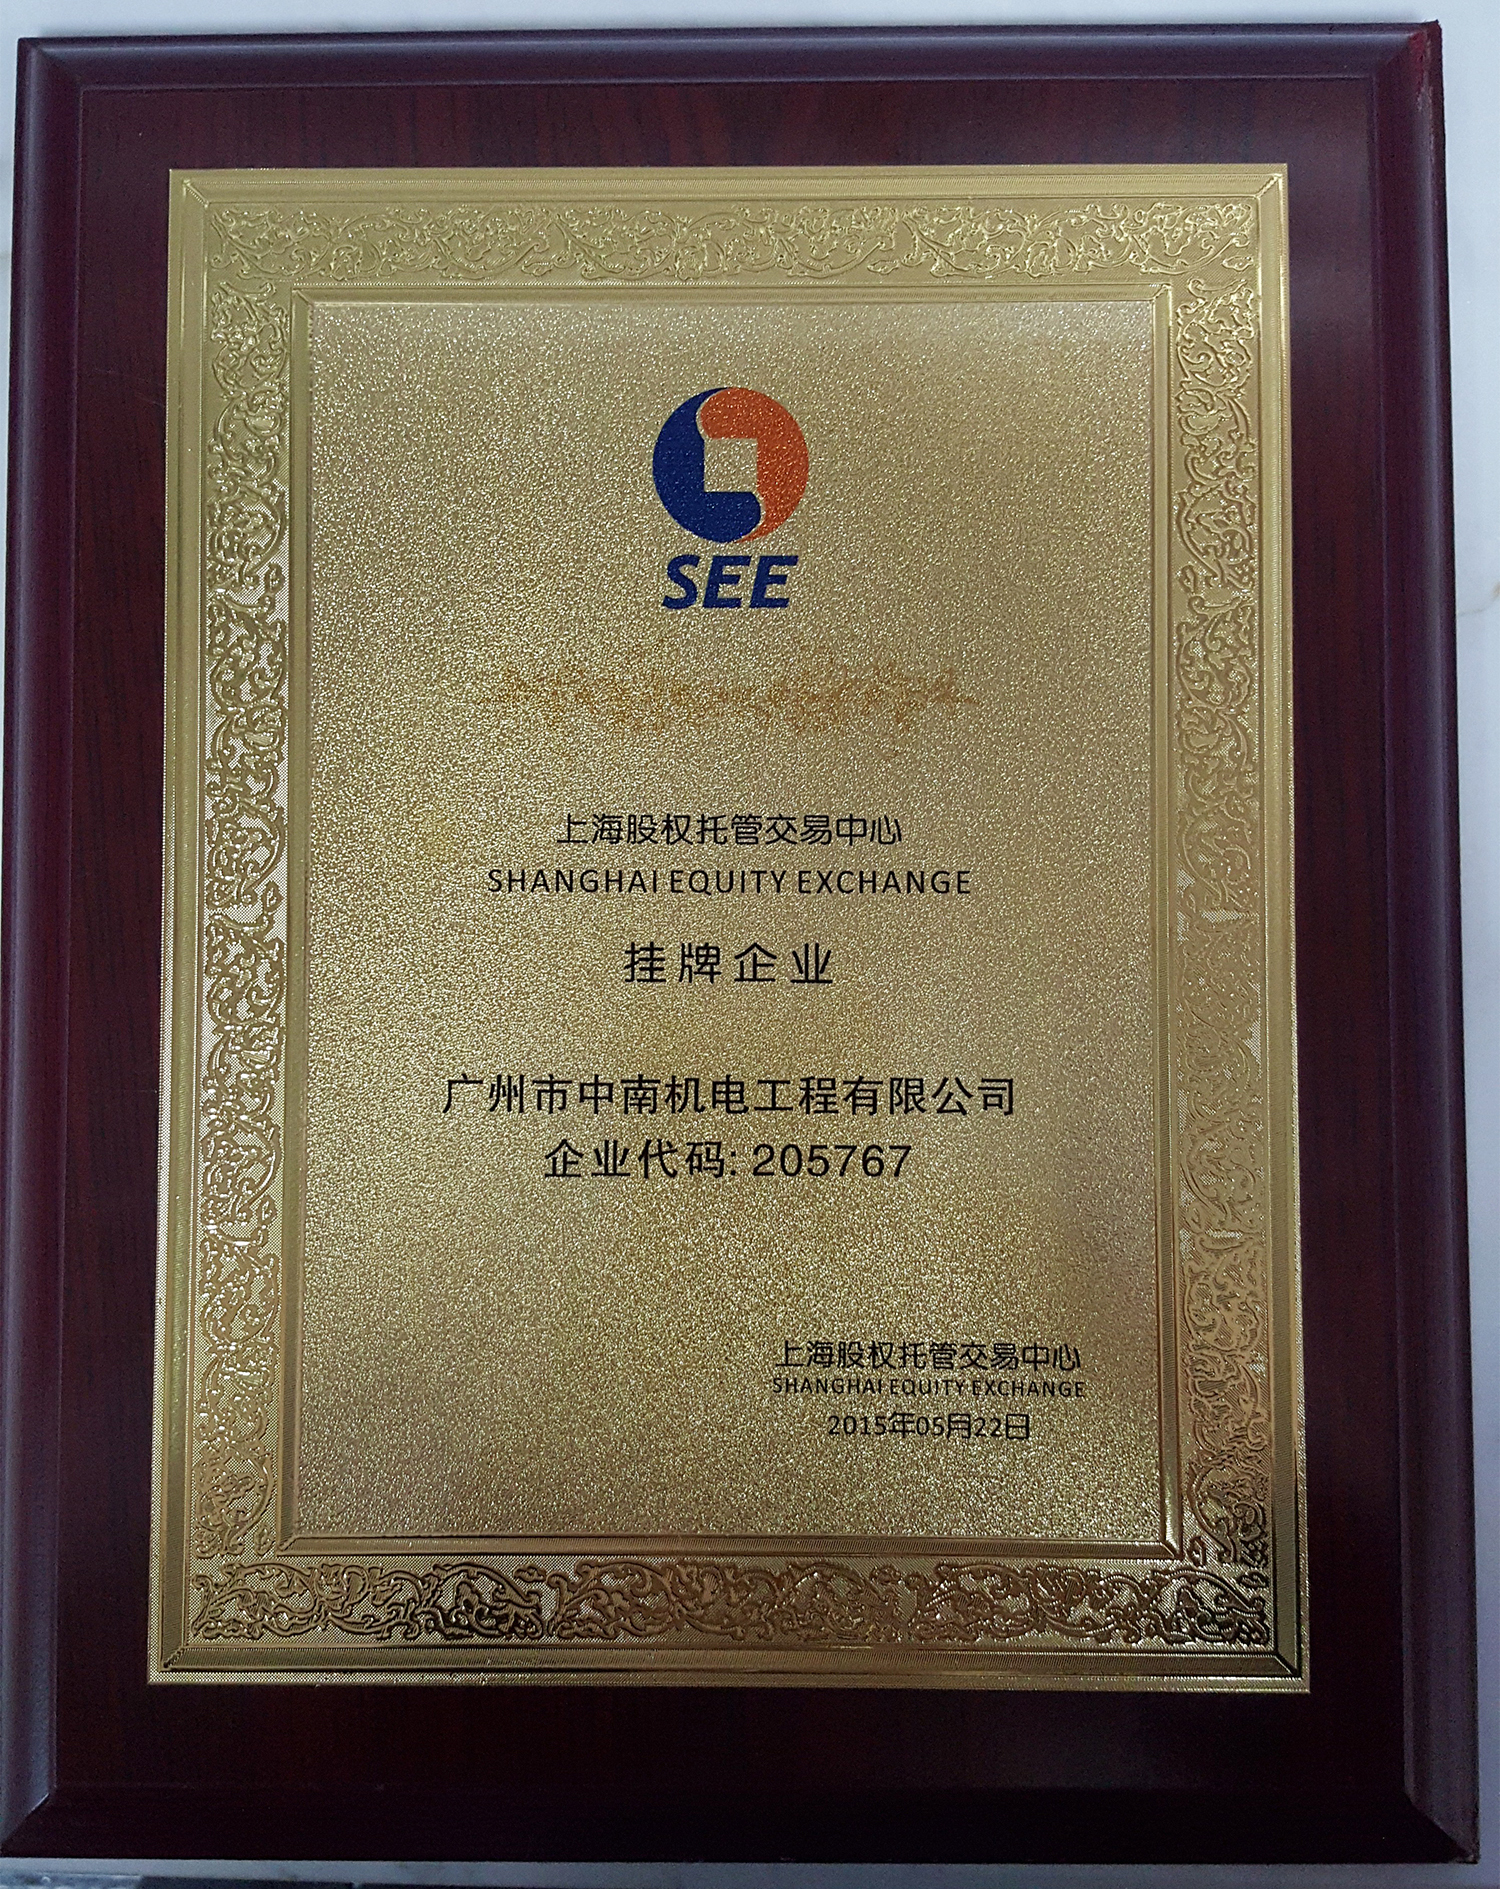 SEE
上海股权托管交易中心
SHANGHAI EQUITY EXCHANGE
挂牌企业
广州市中南机电工程有限公司
企业代码: 205767
上海股权托管交易中心
SHANGHAI EQUITY EXCHANGE
2015年05月22日